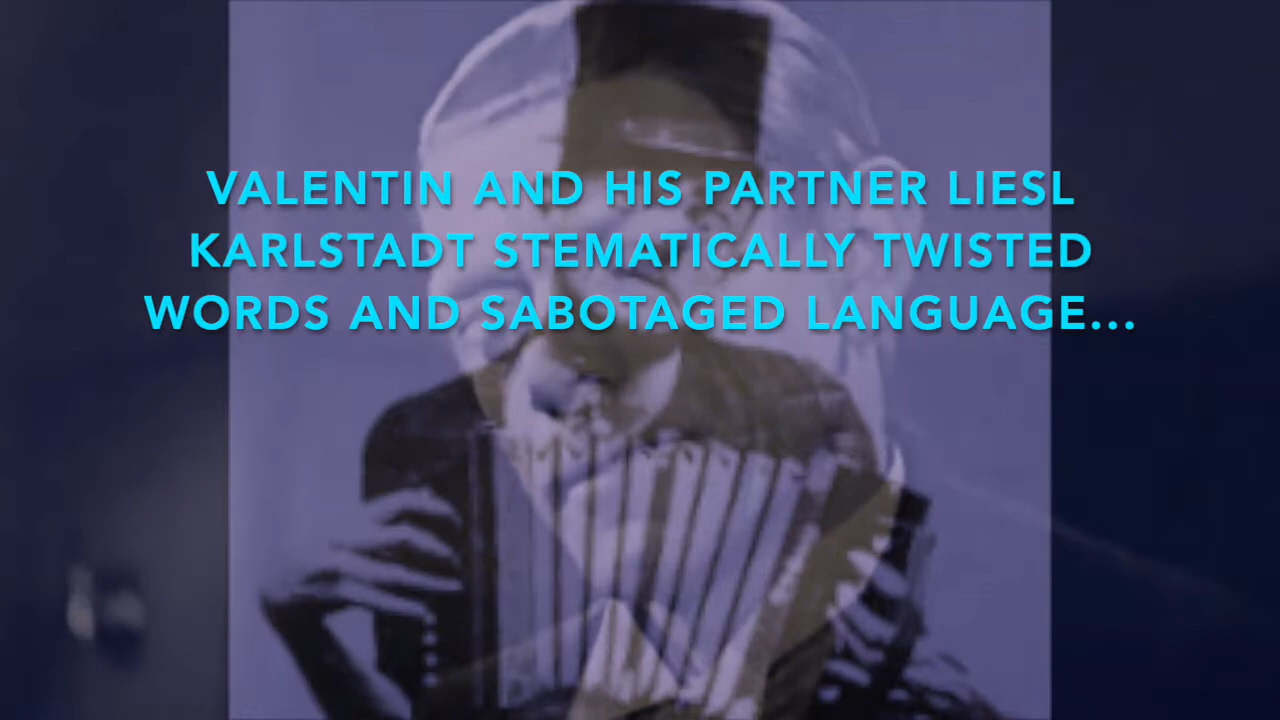 VALENTIN AND HIS PARTNER LIESL
KARLSTADT STEMATICALLY TWISTED
WORDS AND SABOTAGED LANGUAGE...